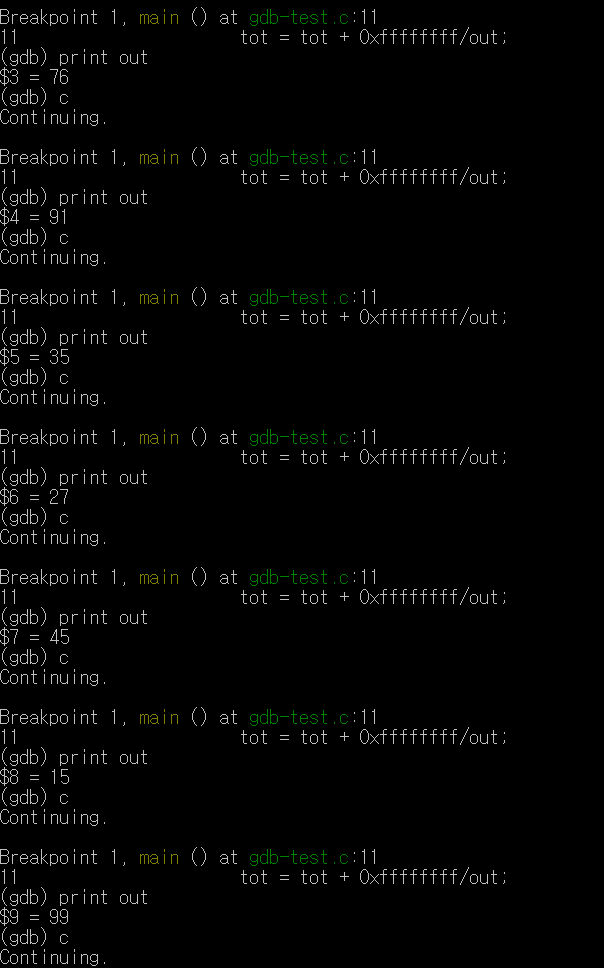 Breakpoint 1, main () at gdb-test.c:11
11                      tot = tot + 0xffffffff/out;
(gdb) print out
$3 = 76
(gdb) c
Continuing.

Breakpoint 1, main () at gdb-test.c:11
11                      tot = tot + 0xffffffff/out;
(gdb) print out
$4 = 91
(gdb) c
Continuing.

Breakpoint 1, main () at gdb-test.c:11
11                      tot = tot + 0xffffffff/out;
(gdb) print out
$5 = 35
(gdb) c
Continuing.

Breakpoint 1, main () at gdb-test.c:11
11                      tot = tot + 0xffffffff/out;
(gdb) print out
$6 = 27
(gdb) c
Continuing.

Breakpoint 1, main () at gdb-test.c:11
11                      tot = tot + 0xffffffff/out;
(gdb) print out
$7 = 45
(gdb) c
Continuing.

Breakpoint 1, main () at gdb-test.c:11
11                      tot = tot + 0xffffffff/out;
(gdb) print out
$8 = 15
(gdb) c
Continuing.

Breakpoint 1, main () at gdb-test.c:11
11                      tot = tot + 0xffffffff/out;
(gdb) print out
$9 = 99
(gdb) c
Continuing.